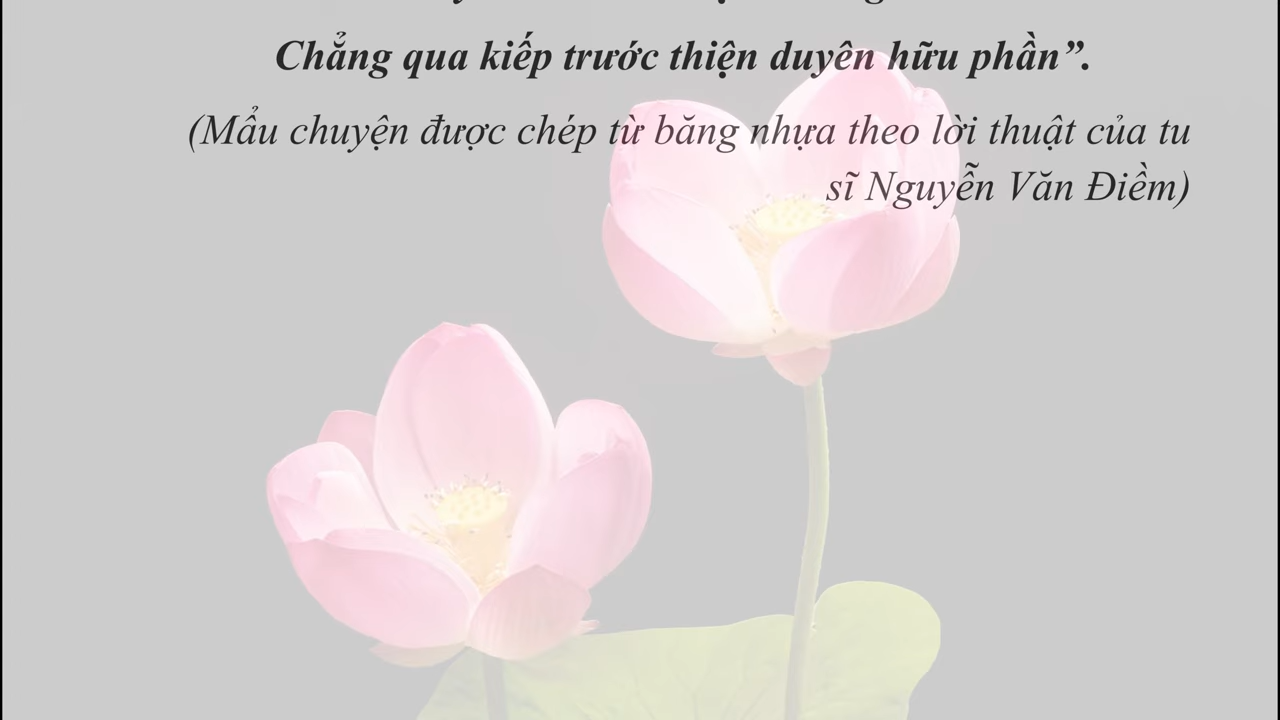 Chẳng qua kiếp trước thiện duyên hữu phần”.
(Mẩu chuyện được chép từ băng nhựa theo lời thuật của tu
sĩ Nguyễn Văn Điềm)